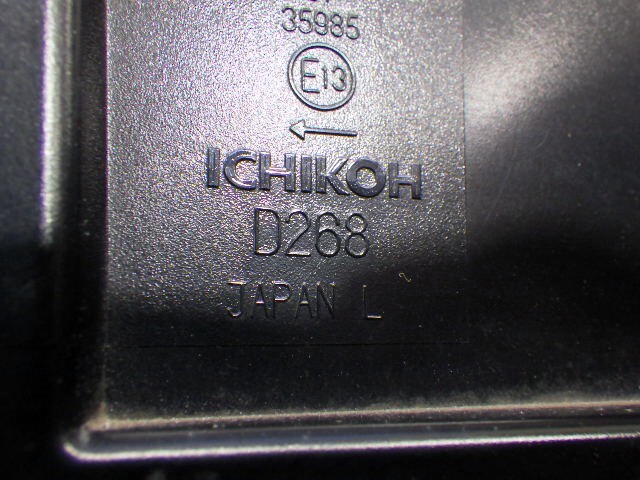 35985
E13
←
ICHIKOH
D268
JAPAN L